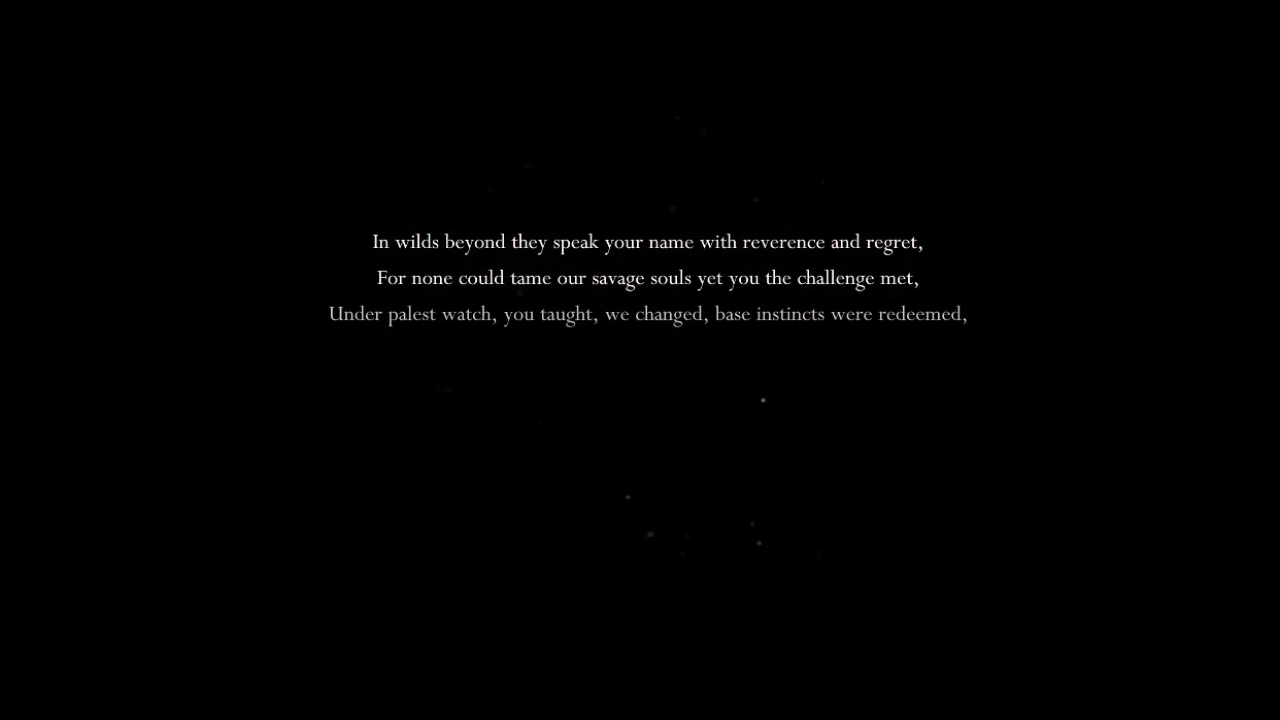 In wilds beyond they speak your name with reverence and regret,
For none could tame our savage souls yet you the challenge met,
Under palest watch, you taught, we changed, base instincts were redeemed,